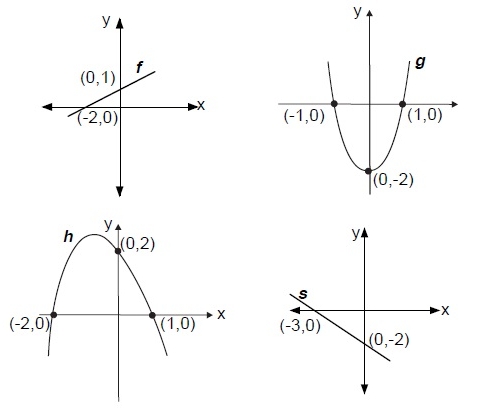 y
f
(0,1)
x
(-2,0)
y
g
(-1,0)
(1,0)
(0,-2)
y
h
(0,2)
x
(-2,0)
(1,0)
y
s
x
(-3,0)
(0,-2)